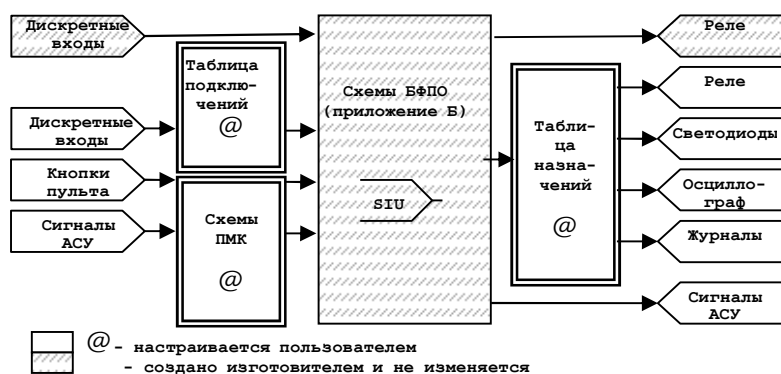 Дискретные
входы
Таблица
подклю-
чений
@
Дискретные
входы
Кнопки
пульта
Сигналы
АСУ
Схемы
ПМК
@
Схемы БФПО
(приложение Б)
SIU
Табли-
ца
назна-
чений
@
Реле
Реле
Светодиоды
Осцилло-
граф
Журналы
Сигналы
АСУ
@ - настраивается пользователем
- создано изготовителем и не изменяется